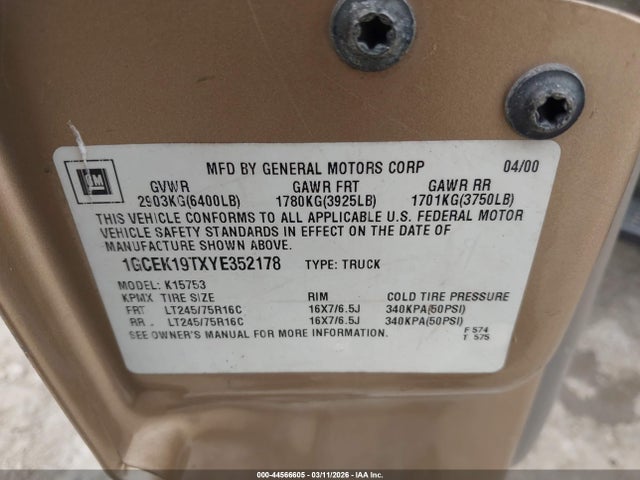 GM
MFD BY GENERAL MOTORS CORP 04/00
GVWR GAWR FRT GAWR RR
2903KG(6400LB) 1780KG(3925LB) 1701KG(3750LB)
THIS VEHICLE CONFORMS TO ALL APPLICABLE U.S. FEDERAL MOTOR
VEHICLE SAFETY STANDARDS IN EFFECT ON THE DATE OF
MANUFACTURE SHOWN ABOVE.
1GCEK19TXYE352178 TYPE: TRUCK
MODEL: K15753
KPMX TIRE SIZE RIM COLD TIRE PRESSURE
FRT LT245/75R16C 16X7/6.5J 340KPA(50PSI)
RR LT245/75R16C 16X7/6.5J 340KPA(50PSI)
SEE OWNER'S MANUAL FOR MORE INFORMATION. F 574
T 575
000-44566605 - 03/11/2026 - IAA Inc.